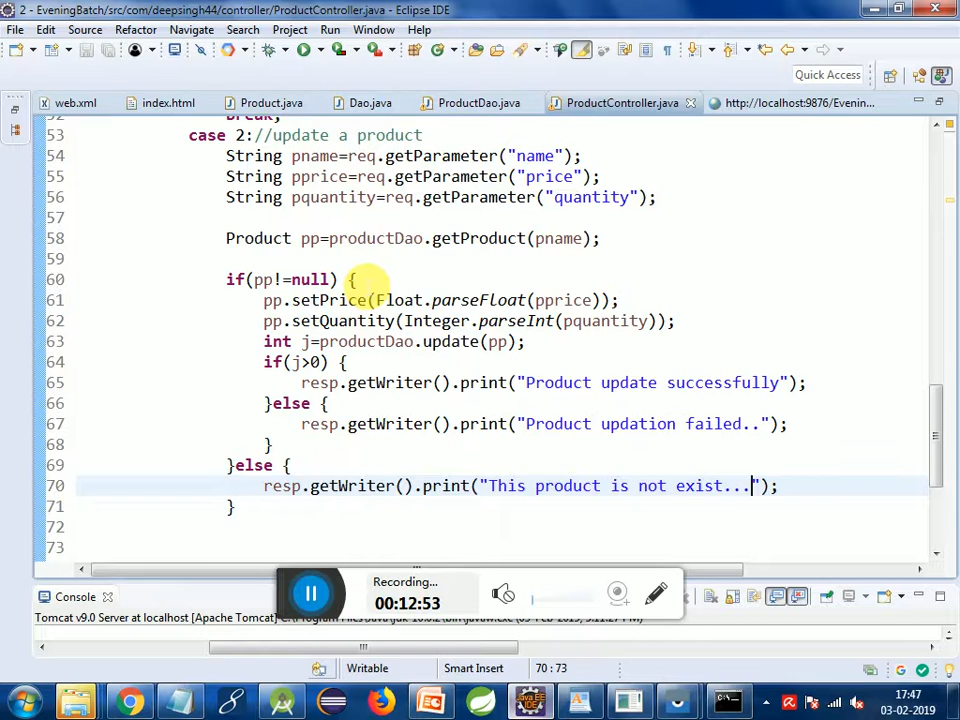 2 - EveningBatch/src/com/deepsingh44/controller/ProductController.java - Eclipse IDE
File Edit Source Refactor Navigate Search Project Run Window Help
Quick Access
web.xml index.html Product.java Dao.java ProductDao.java ProductController.java http://localhost:9876/Evenin...
52 break;
53 case 2://update a product
54 String pname=req.getParameter("name");
55 String pprice=req.getParameter("price");
56 String pquantity=req.getParameter("quantity");
57
58 Product pp=productDao.getProduct(pname);
59
60 if(pp!=null) {
61 pp.setPrice(Float.parseFloat(pprice));
62 pp.setQuantity(Integer.parseInt(pquantity));
63 int j=productDao.update(pp);
64 if(j>0) {
65 resp.getWriter().print("Product update successfully");
66 }else {
67 resp.getWriter().print("Product updation failed..");
68 }
69 }else {
70 resp.getWriter().print("This product is not exist...");
71 }
72
73
Recording...
00:12:53
Console
Tomcat v9.0 Server at localhost [Apache Tomcat]
Writable Smart Insert 70 : 73
17:47
03-02-2019